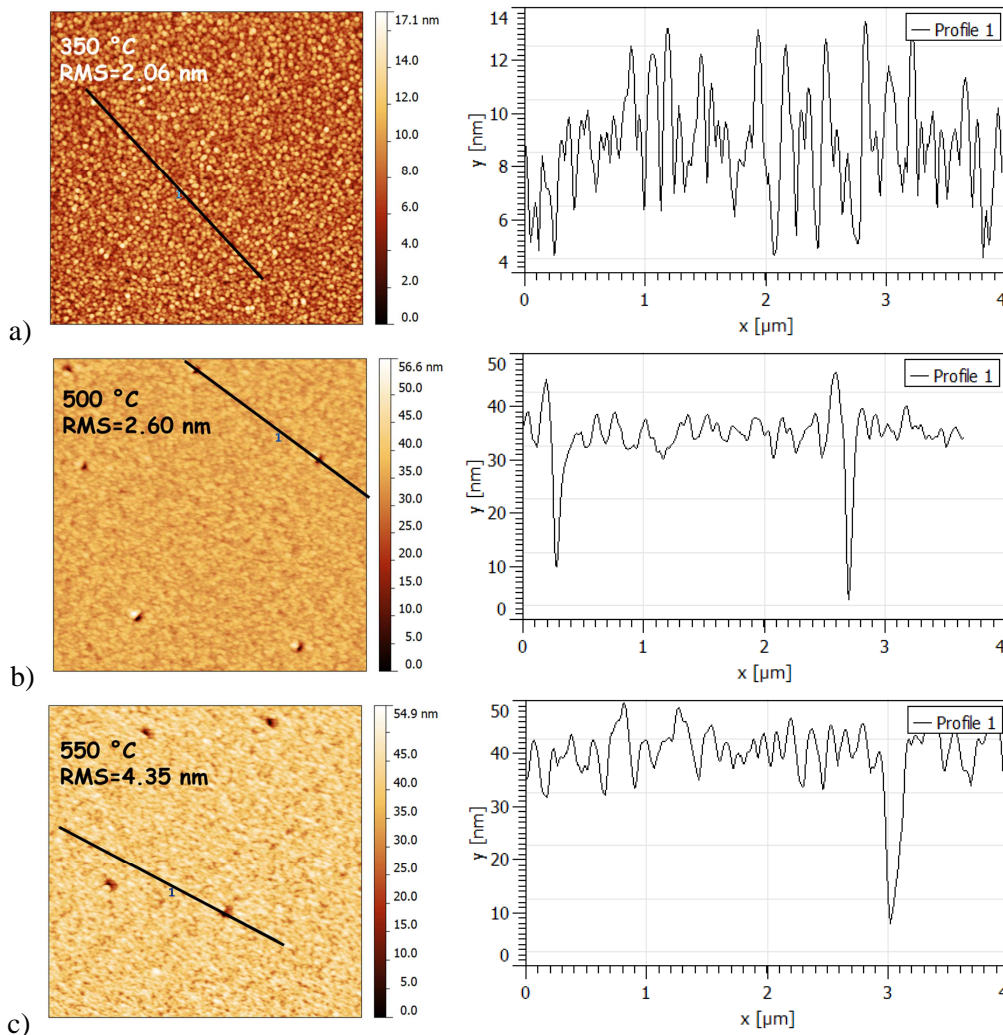 350 °C
RMS=2.06 nm
1
17.1 nm
14.0
12.0
10.0
8.0
6.0
4.0
2.0
0.0
a)
14
12
10
8
6
4
y [nm]
Profile 1
0 1 2 3 4
x [µm]
500 °C
RMS=2.60 nm
1
56.6 nm
50.0
45.0
40.0
35.0
30.0
25.0
20.0
15.0
10.0
5.0
0.0
b)
50
40
30
20
10
0
y [nm]
Profile 1
0 1 2 3 4
x [µm]
550 °C
RMS=4.35 nm
1
54.9 nm
45.0
40.0
35.0
30.0
25.0
20.0
15.0
10.0
5.0
0.0
c)
50
40
30
20
10
0
y [nm]
Profile 1
0 1 2 3 4
x [µm]